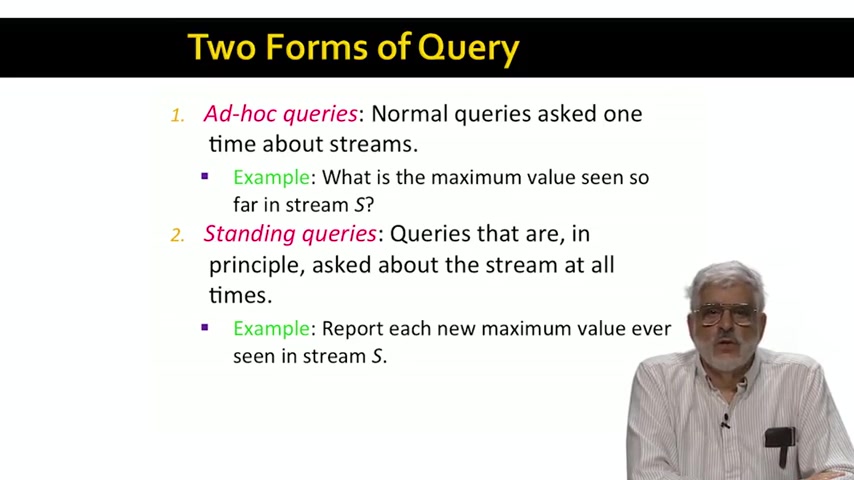 Two Forms of Query
1. Ad-hoc queries: Normal queries asked one
time about streams.
Example: What is the maximum value seen so
far in stream S?
2. Standing queries: Queries that are, in
principle, asked about the stream at all
times.
Example: Report each new maximum value ever
seen in stream S.